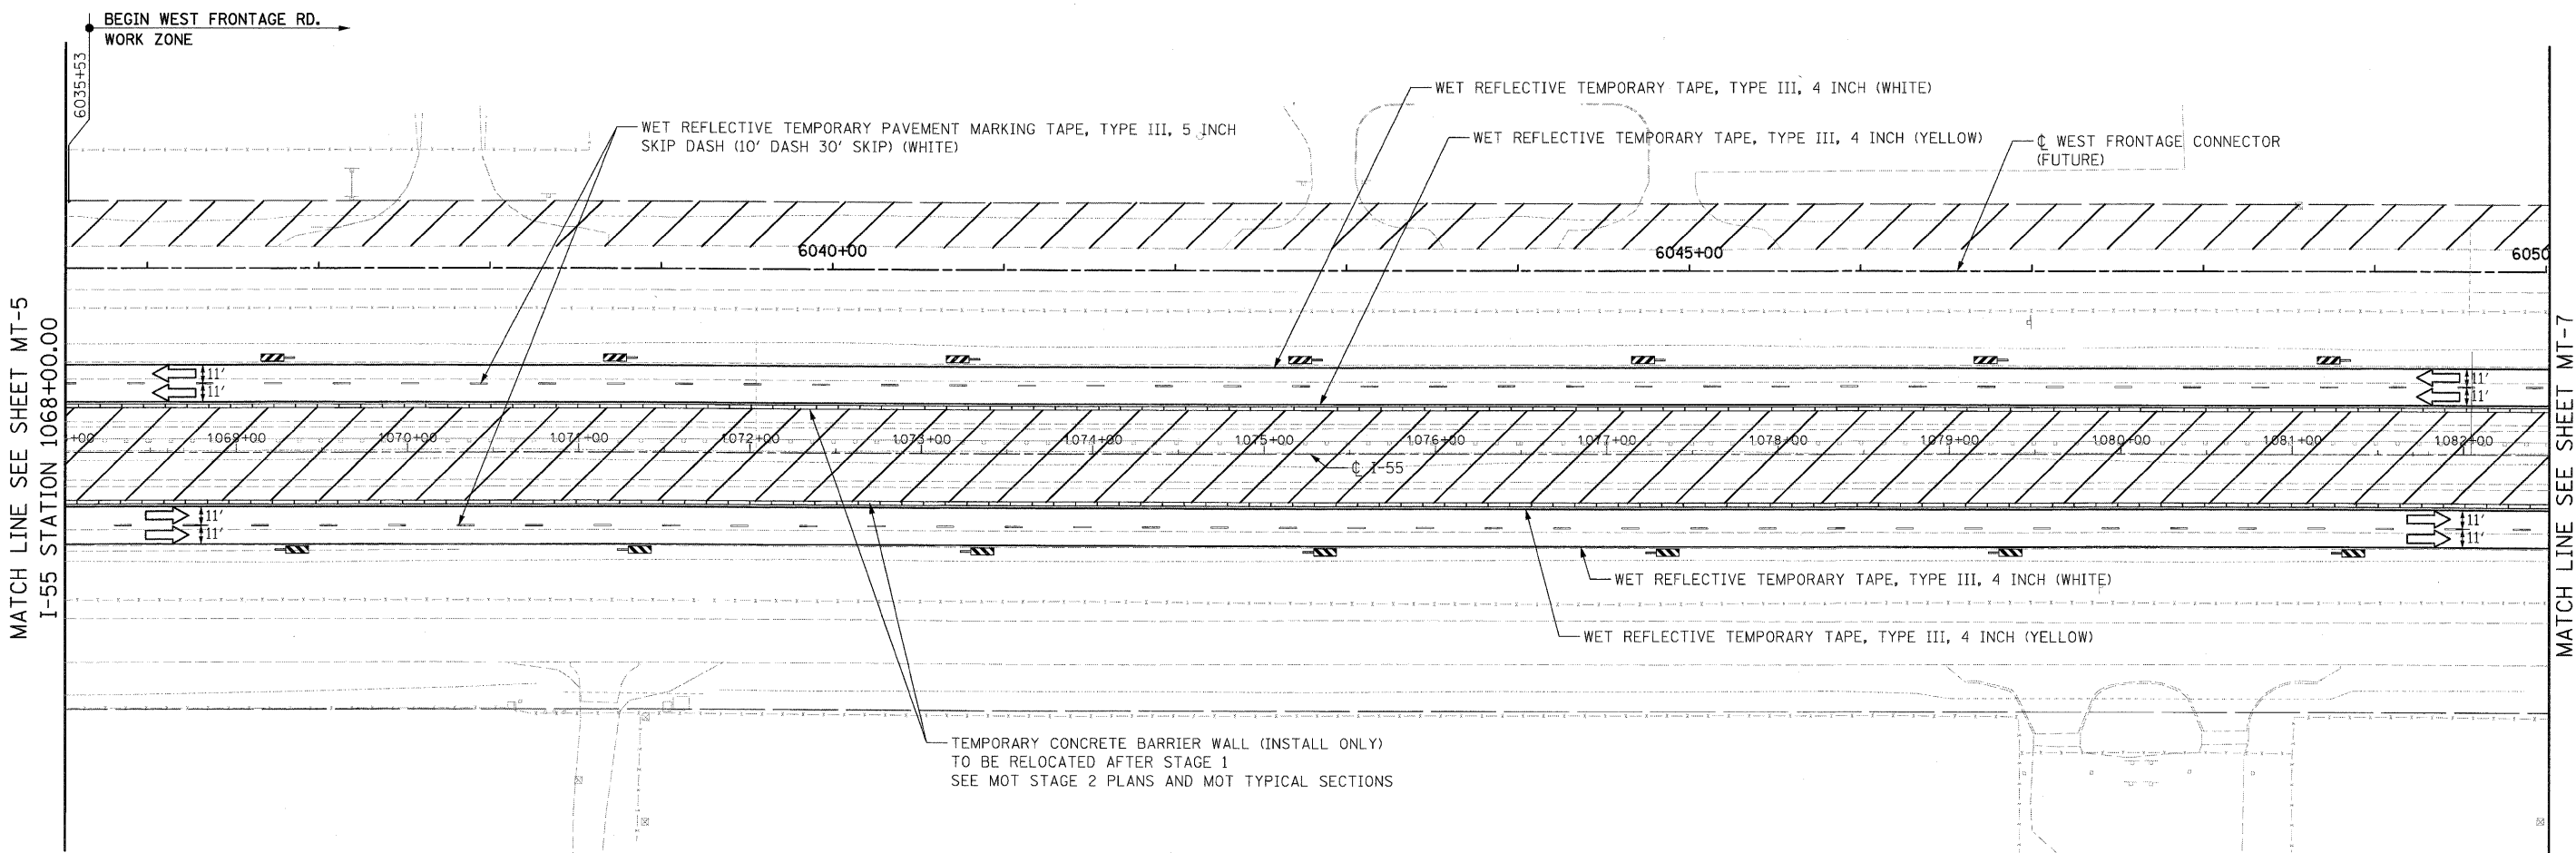 BEGIN WEST FRONTAGE RD.
WORK ZONE
6035+53
WET REFLECTIVE TEMPORARY TAPE, TYPE III, 4 INCH (WHITE)
WET REFLECTIVE TEMPORARY PAVEMENT MARKING TAPE, TYPE III, 5 INCH
SKIP DASH (10' DASH 30' SKIP) (WHITE)
WET REFLECTIVE TEMPORARY TAPE, TYPE III, 4 INCH (YELLOW)
℄ WEST FRONTAGE CONNECTOR
(FUTURE)
6040+00
6045+00
6050
MATCH LINE SEE SHEET MT-5
I-55 STATION 1068+00.00
MATCH LINE SEE SHEET MT-7
11'
11'
11'
11'
+00
1069+00
1070+00
1071+00
1072+00
1073+00
1074+00
1075+00
1076+00
1077+00
1078+00
1079+00
1080+00
1081+00
1082+00
℄ I-55
11'
11'
11'
11'
WET REFLECTIVE TEMPORARY TAPE, TYPE III, 4 INCH (WHITE)
WET REFLECTIVE TEMPORARY TAPE, TYPE III, 4 INCH (YELLOW)
TEMPORARY CONCRETE BARRIER WALL (INSTALL ONLY)
TO BE RELOCATED AFTER STAGE 1
SEE MOT STAGE 2 PLANS AND MOT TYPICAL SECTIONS